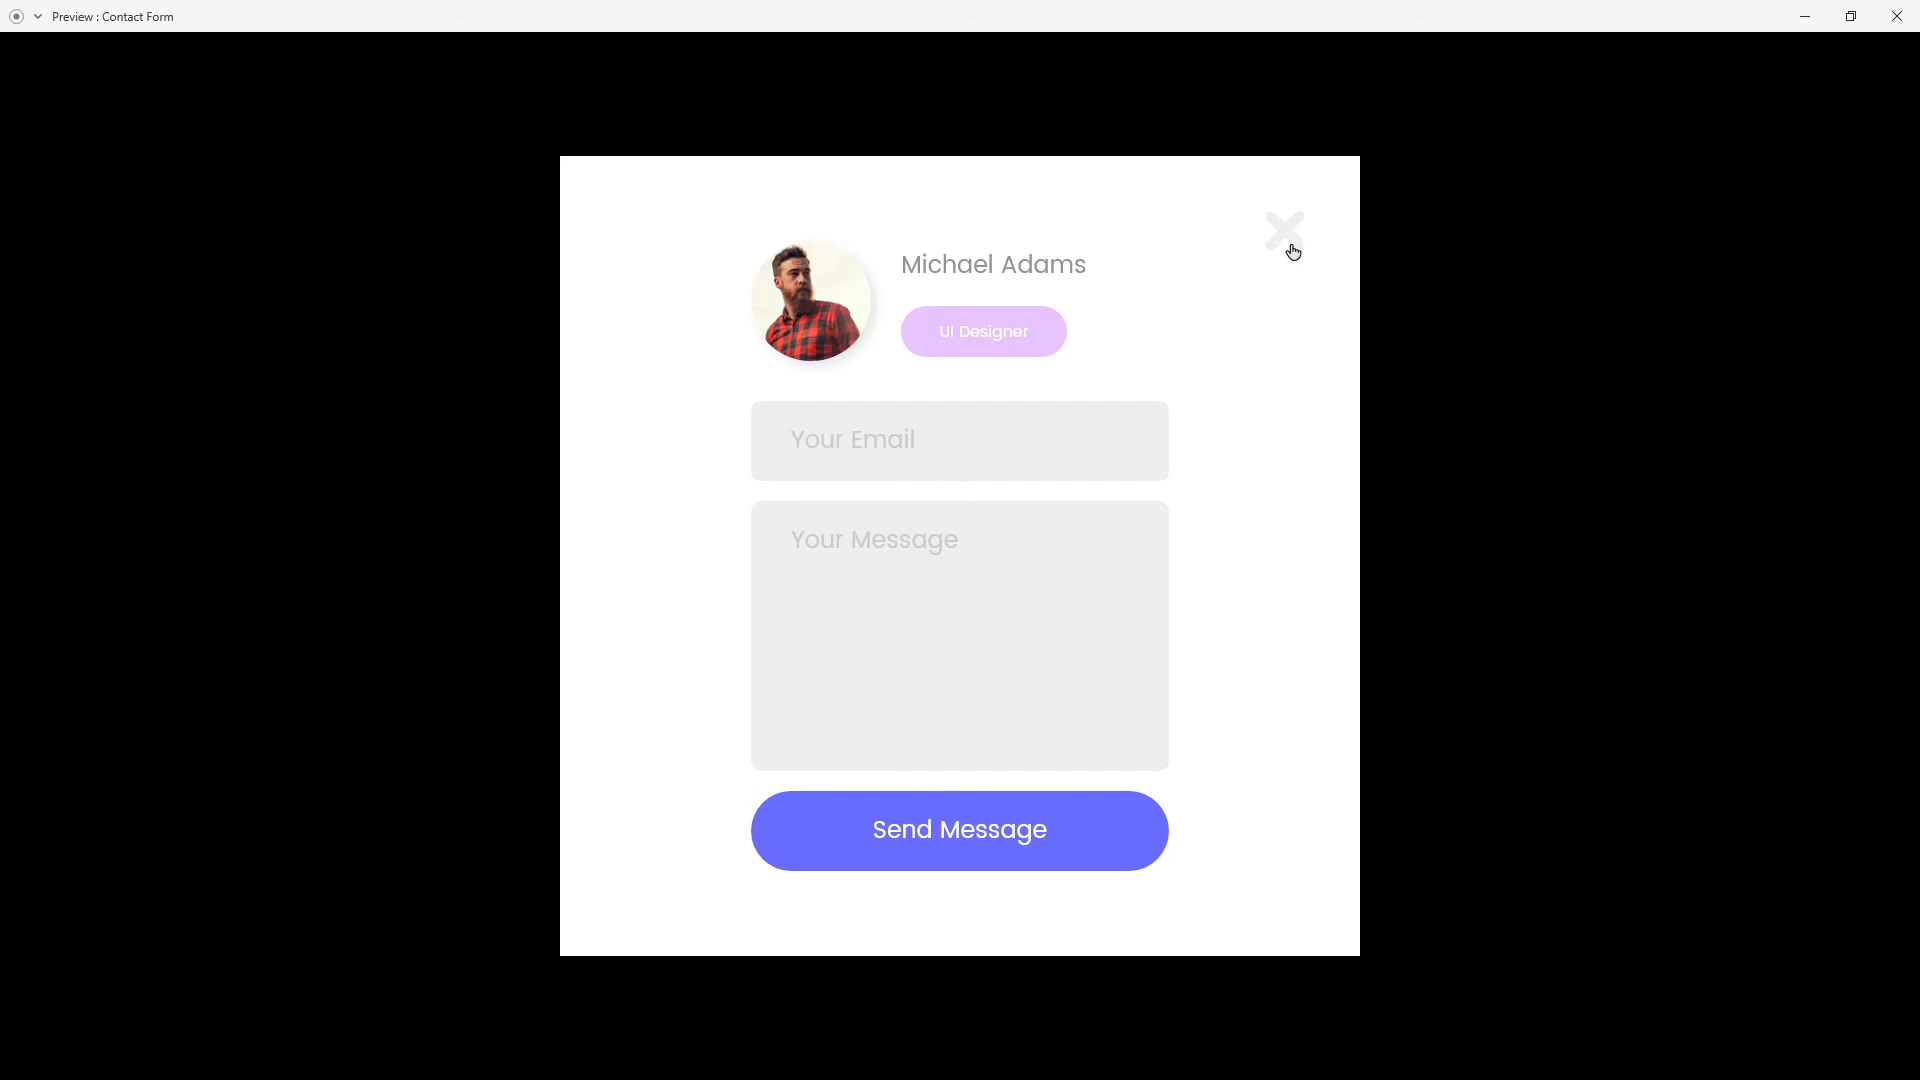 Preview : Contact Form
Michael Adams
UI Designer
Your Email
Your Message
Send Message